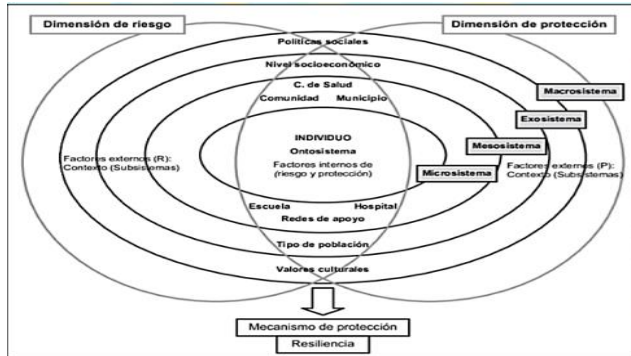 Dimensión de riesgo
Dimensión de protección
Políticas sociales
Nivel socioeconómico
C. de Salud
Comunidad Municipio
Macrosistema
Exosistema
INDIVIDUO
Ontosistema
Mesosistema
Factores externos (R):
Contexto (Subsistemas)
Factores internos de
(riesgo y protección)
Factores externos (P):
Contexto (Subsistemas)
Microsistema
Escuela Hospital
Redes de apoyo
Tipo de población
Valores culturales
Mecanismo de protección
Resiliencia